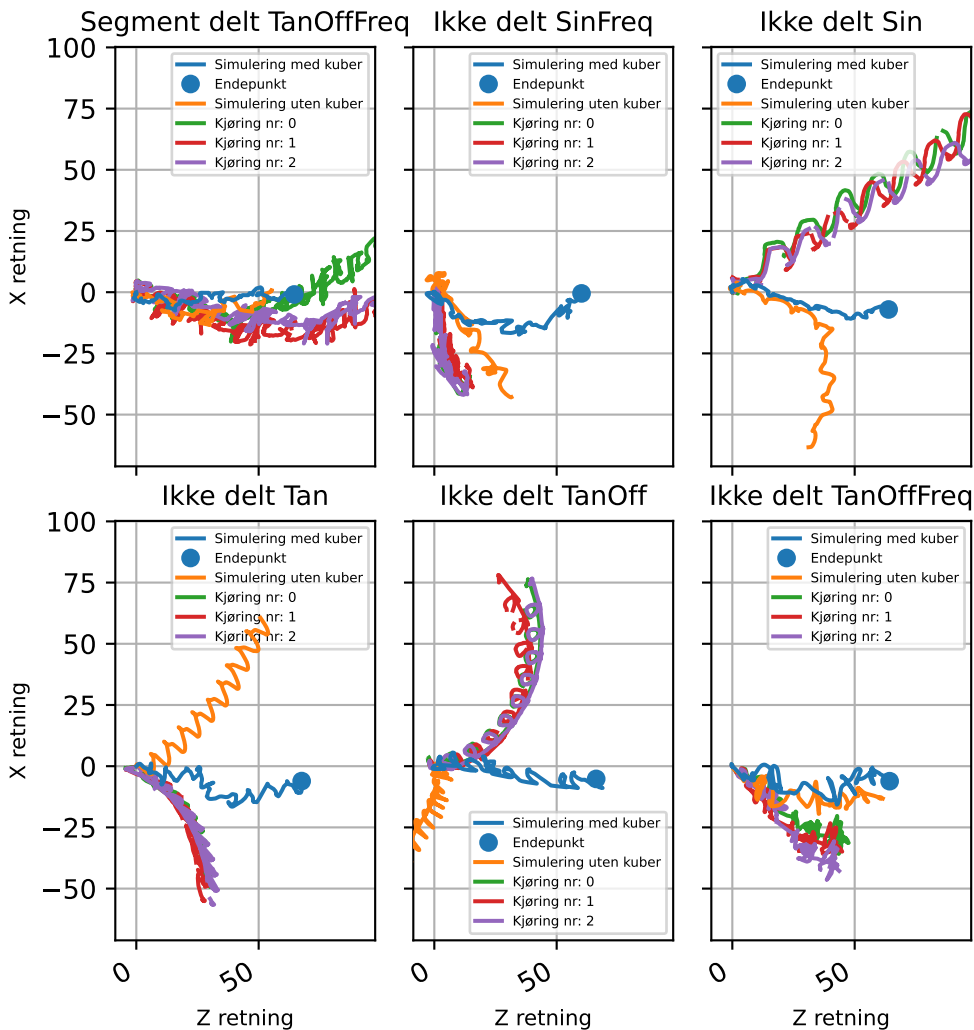 Segment delt TanOffFreq
Ikke delt SinFreq
Ikke delt Sin
100
75
50
25
0
−25
−50
X retning
Simulering med kuber
Endepunkt
Simulering uten kuber
Kjøring nr: 0
Kjøring nr: 1
Kjøring nr: 2
Simulering med kuber
Endepunkt
Simulering uten kuber
Kjøring nr: 0
Kjøring nr: 1
Kjøring nr: 2
Simulering med kuber
Endepunkt
Simulering uten kuber
Kjøring nr: 0
Kjøring nr: 1
Kjøring nr: 2
Ikke delt Tan
Ikke delt TanOff
Ikke delt TanOffFreq
100
75
50
25
0
−25
−50
X retning
Simulering med kuber
Endepunkt
Simulering uten kuber
Kjøring nr: 0
Kjøring nr: 1
Kjøring nr: 2
Simulering med kuber
Endepunkt
Simulering uten kuber
Kjøring nr: 0
Kjøring nr: 1
Kjøring nr: 2
Simulering med kuber
Endepunkt
Simulering uten kuber
Kjøring nr: 0
Kjøring nr: 1
Kjøring nr: 2
0
50
0
50
0
50
Z retning
Z retning
Z retning